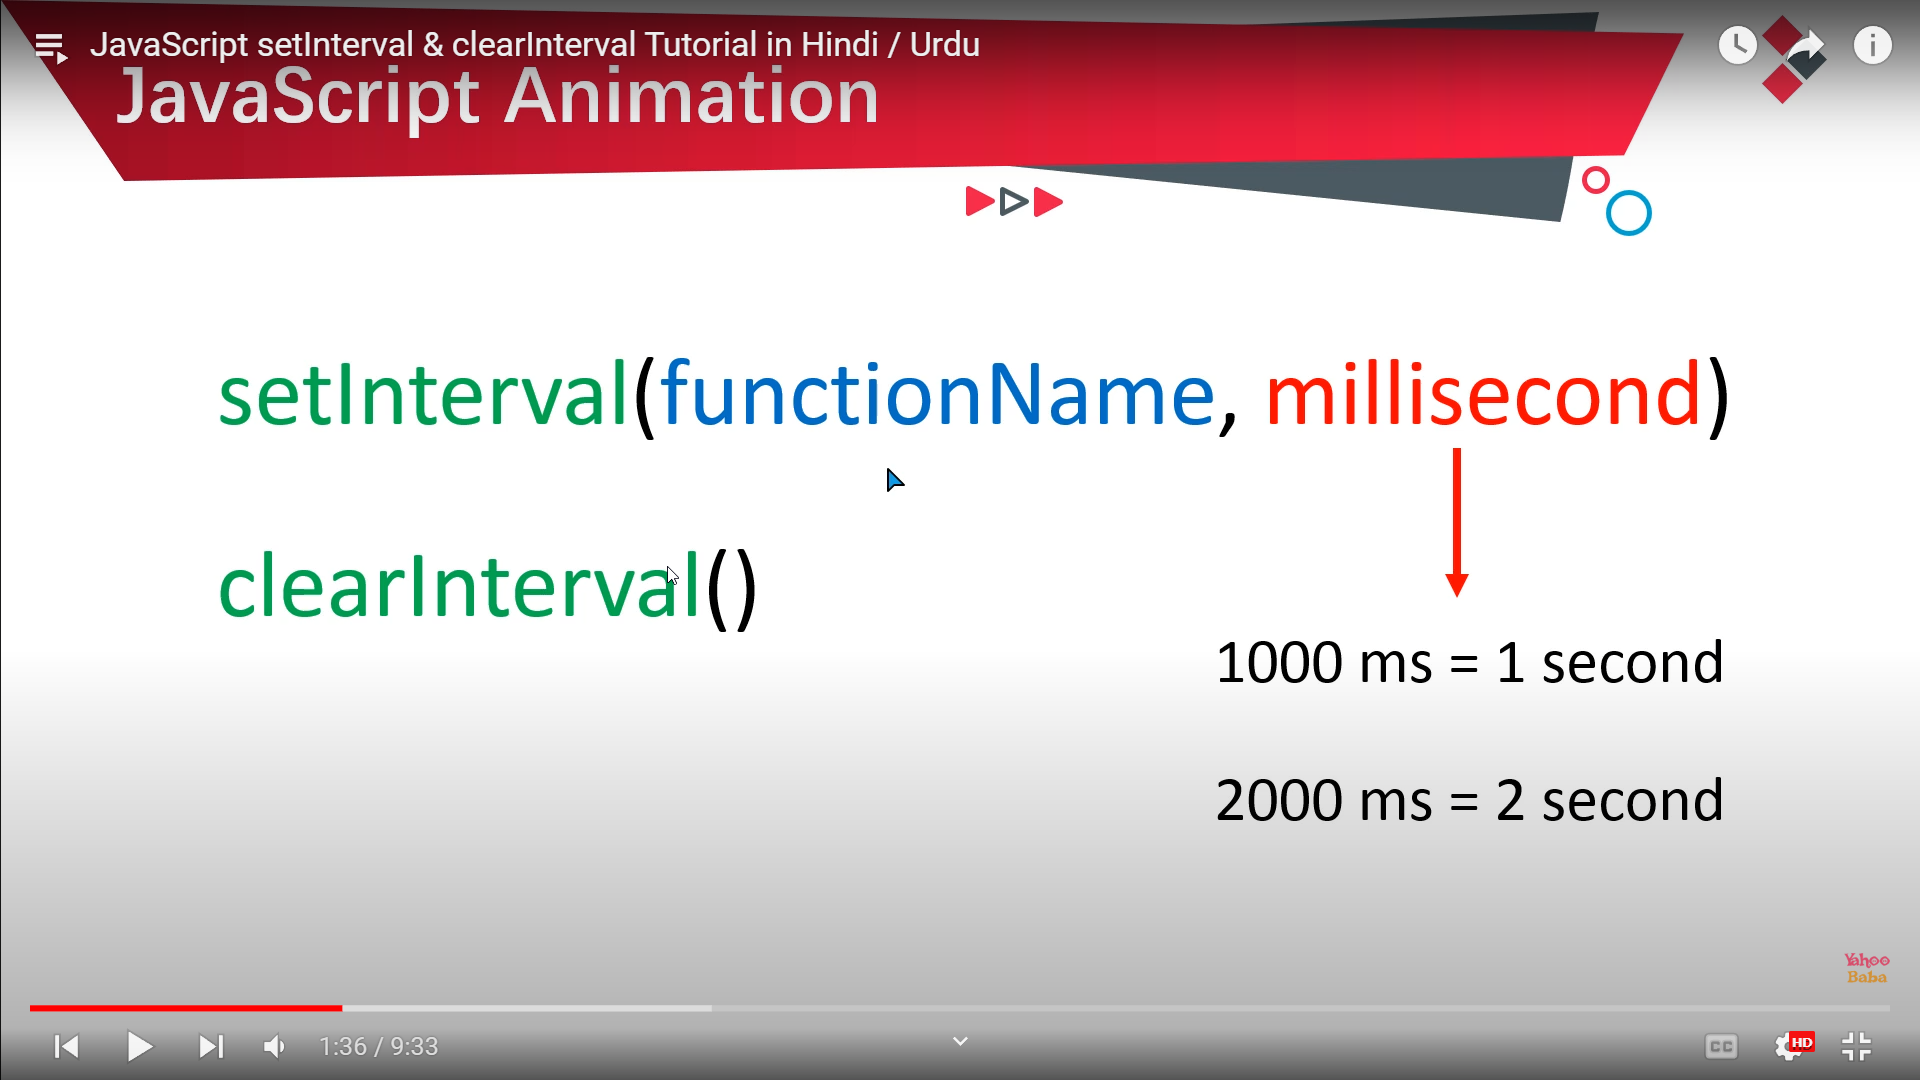 JavaScript setInterval & clearInterval Tutorial in Hindi / Urdu
JavaScript Animation
setInterval(functionName, millisecond)
clearInterval()
1000 ms = 1 second
2000 ms = 2 second
Yahoo
Baba
1:36 / 9:33
CC
HD